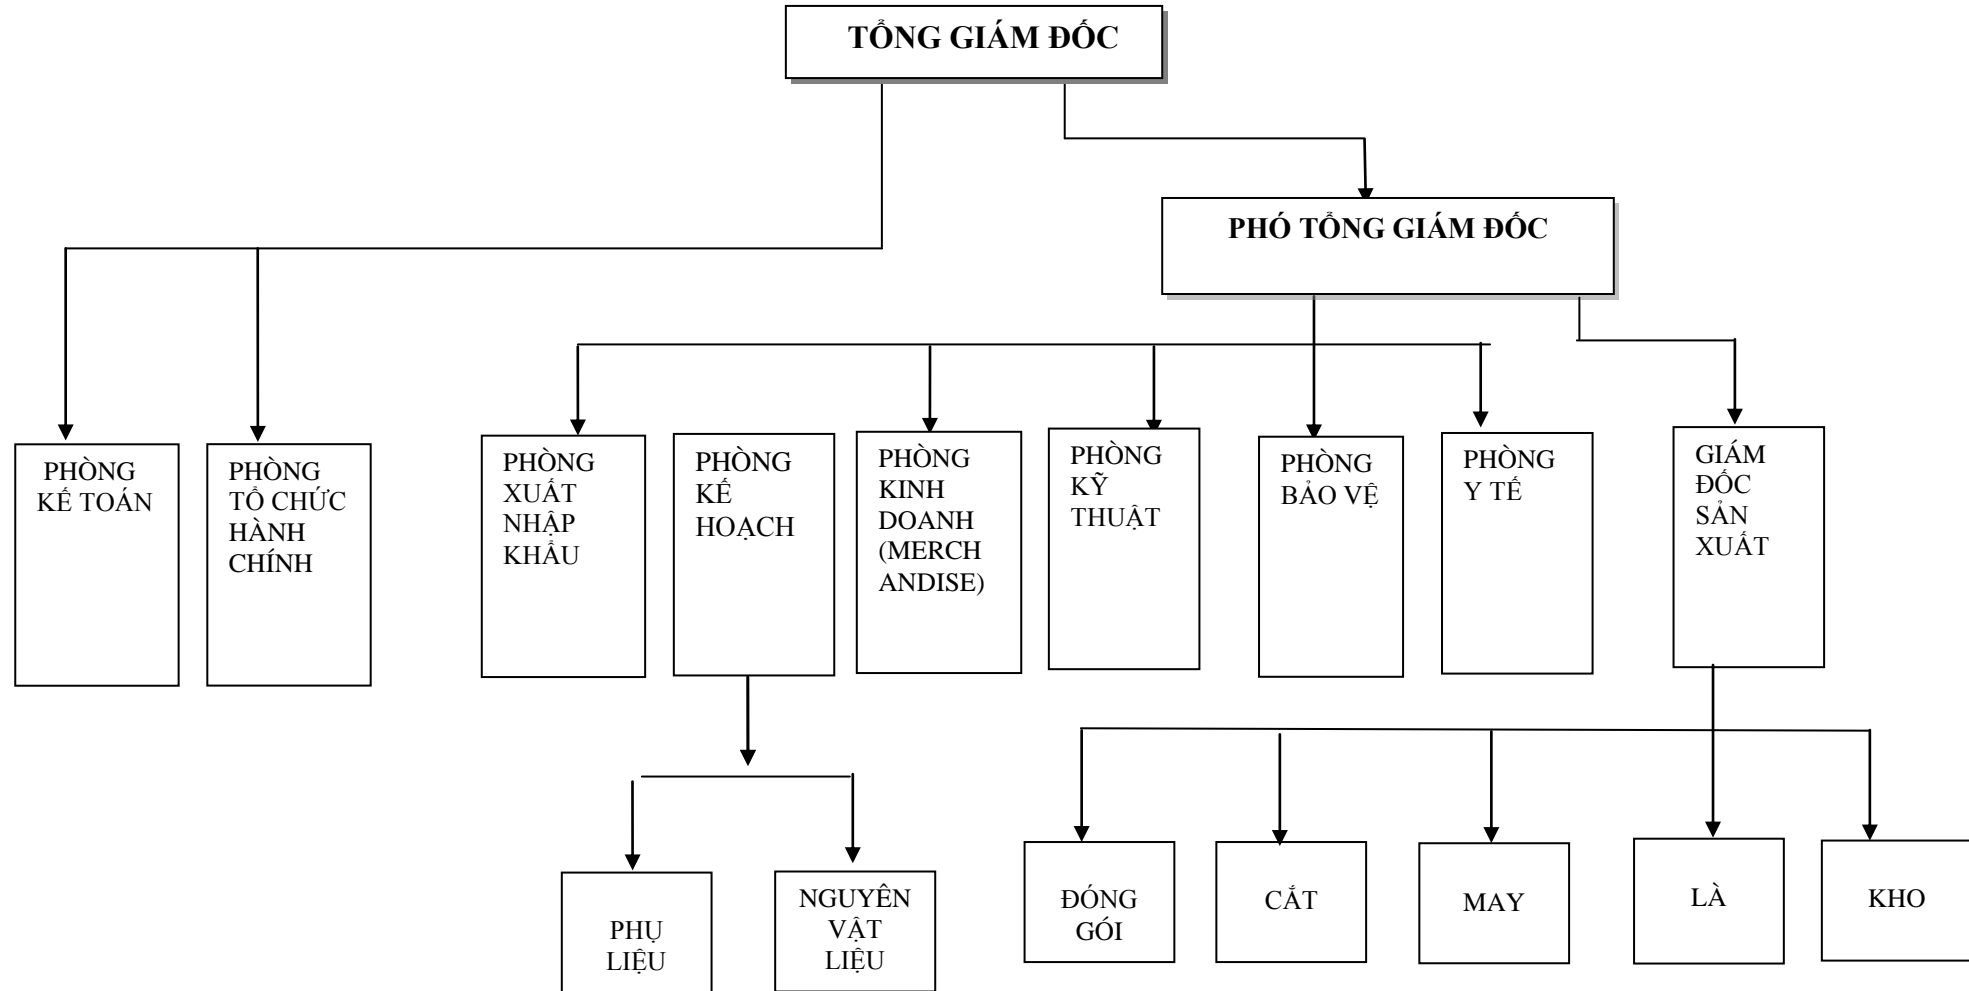 TỔNG GIÁM ĐỐC
PHÓ TỔNG GIÁM ĐỐC
PHÒNG
KẾ TOÁN
PHÒNG
TỔ CHỨC
HÀNH
CHÍNH
PHÒNG
XUẤT
NHẬP
KHẨU
PHÒNG
KẾ
HOẠCH
PHÒNG
KINH
DOANH
(MERCH
ANDISE)
PHÒNG
KỸ
THUẬT
PHÒNG
BẢO VỆ
PHÒNG
Y TẾ
GIÁM
ĐỐC
SẢN
XUẤT
PHỤ
LIỆU
NGUYÊN
VẬT
LIỆU
ĐÓNG
GÓI
CẮT
MAY
LÀ
KHO